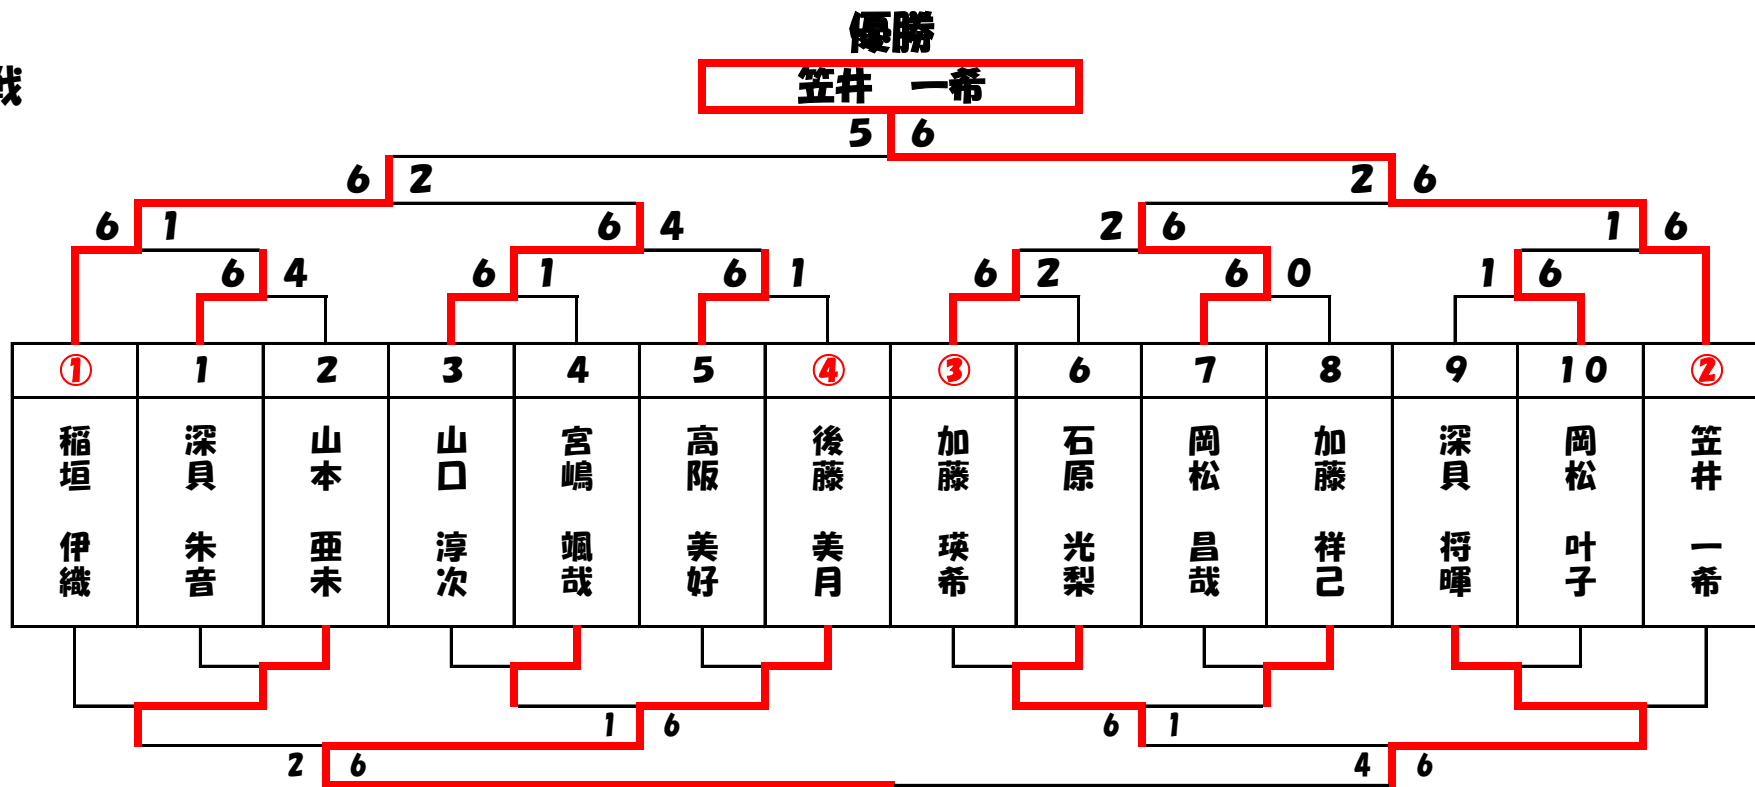 優勝
戦
笠井　一希
5 6
6 2 2 6
6 1 6 4 2 6 1 6
6 4 6 1 6 1 6 2 6 0 1 6
① 1 2 3 4 5 ④ ③ 6 7 8 9 10 ②
稲垣　伊織
深貝　朱音
山本　亜未
山口　淳次
宮嶋　颯哉
高阪　美好
後藤　美月
加藤　瑛希
石原　光梨
岡松　昌哉
加藤　祥己
深貝　将暉
岡松　叶子
笠井　一希
1 6 6 1
2 6 4 6